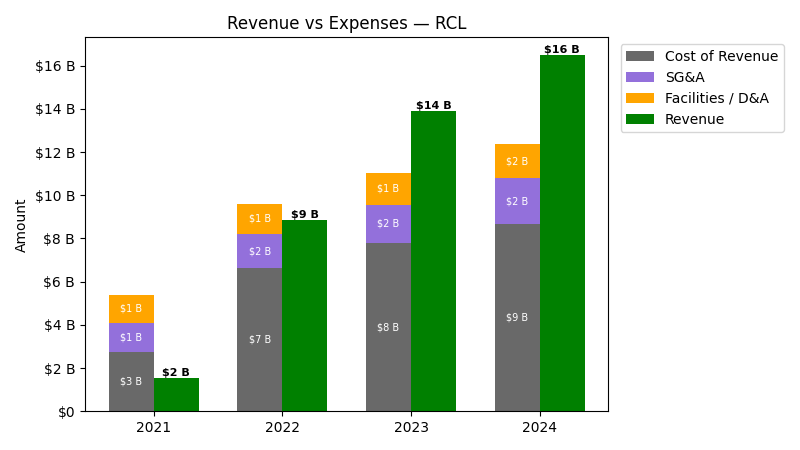 Revenue vs Expenses — RCL
Amount
$16 B
$14 B
$12 B
$10 B
$8 B
$6 B
$4 B
$2 B
$0
$1 B
$1 B
$3 B
$2 B
$1 B
$2 B
$7 B
$9 B
$1 B
$2 B
$8 B
$14 B
$2 B
$2 B
$9 B
$16 B
2021
2022
2023
2024
Cost of Revenue
SG&A
Facilities / D&A
Revenue